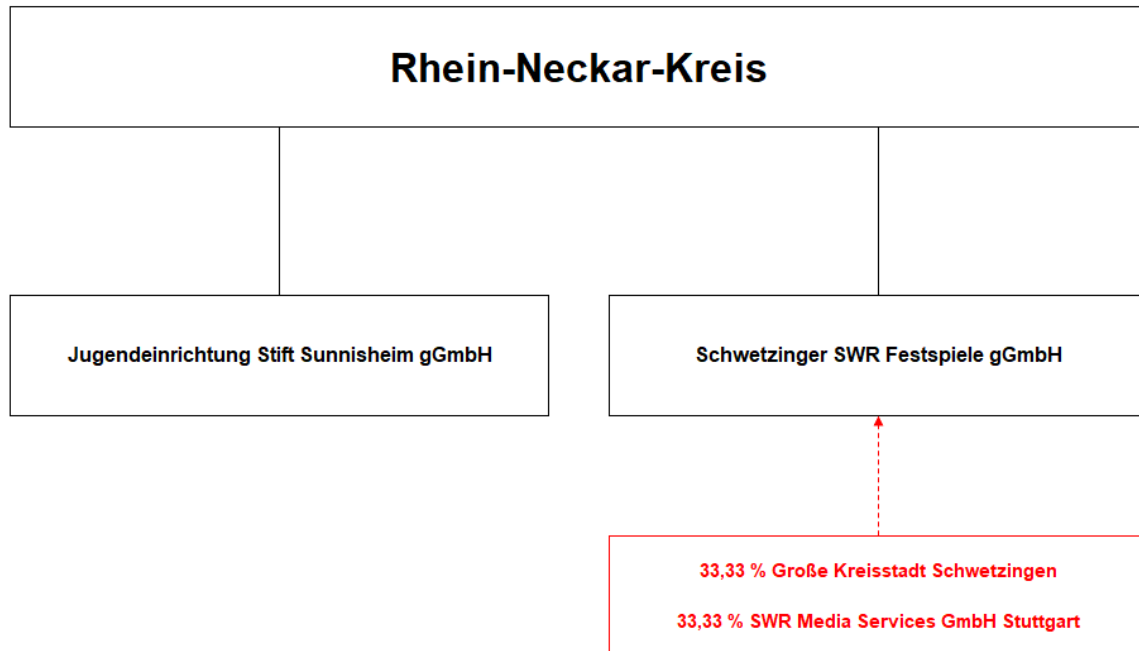 Rhein-Neckar-Kreis
Jugendeinrichtung Stift Sunnisheim gGmbH
Schwetzinger SWR Festspiele gGmbH
33,33 % Große Kreisstadt Schwetzingen
33,33 % SWR Media Services GmbH Stuttgart